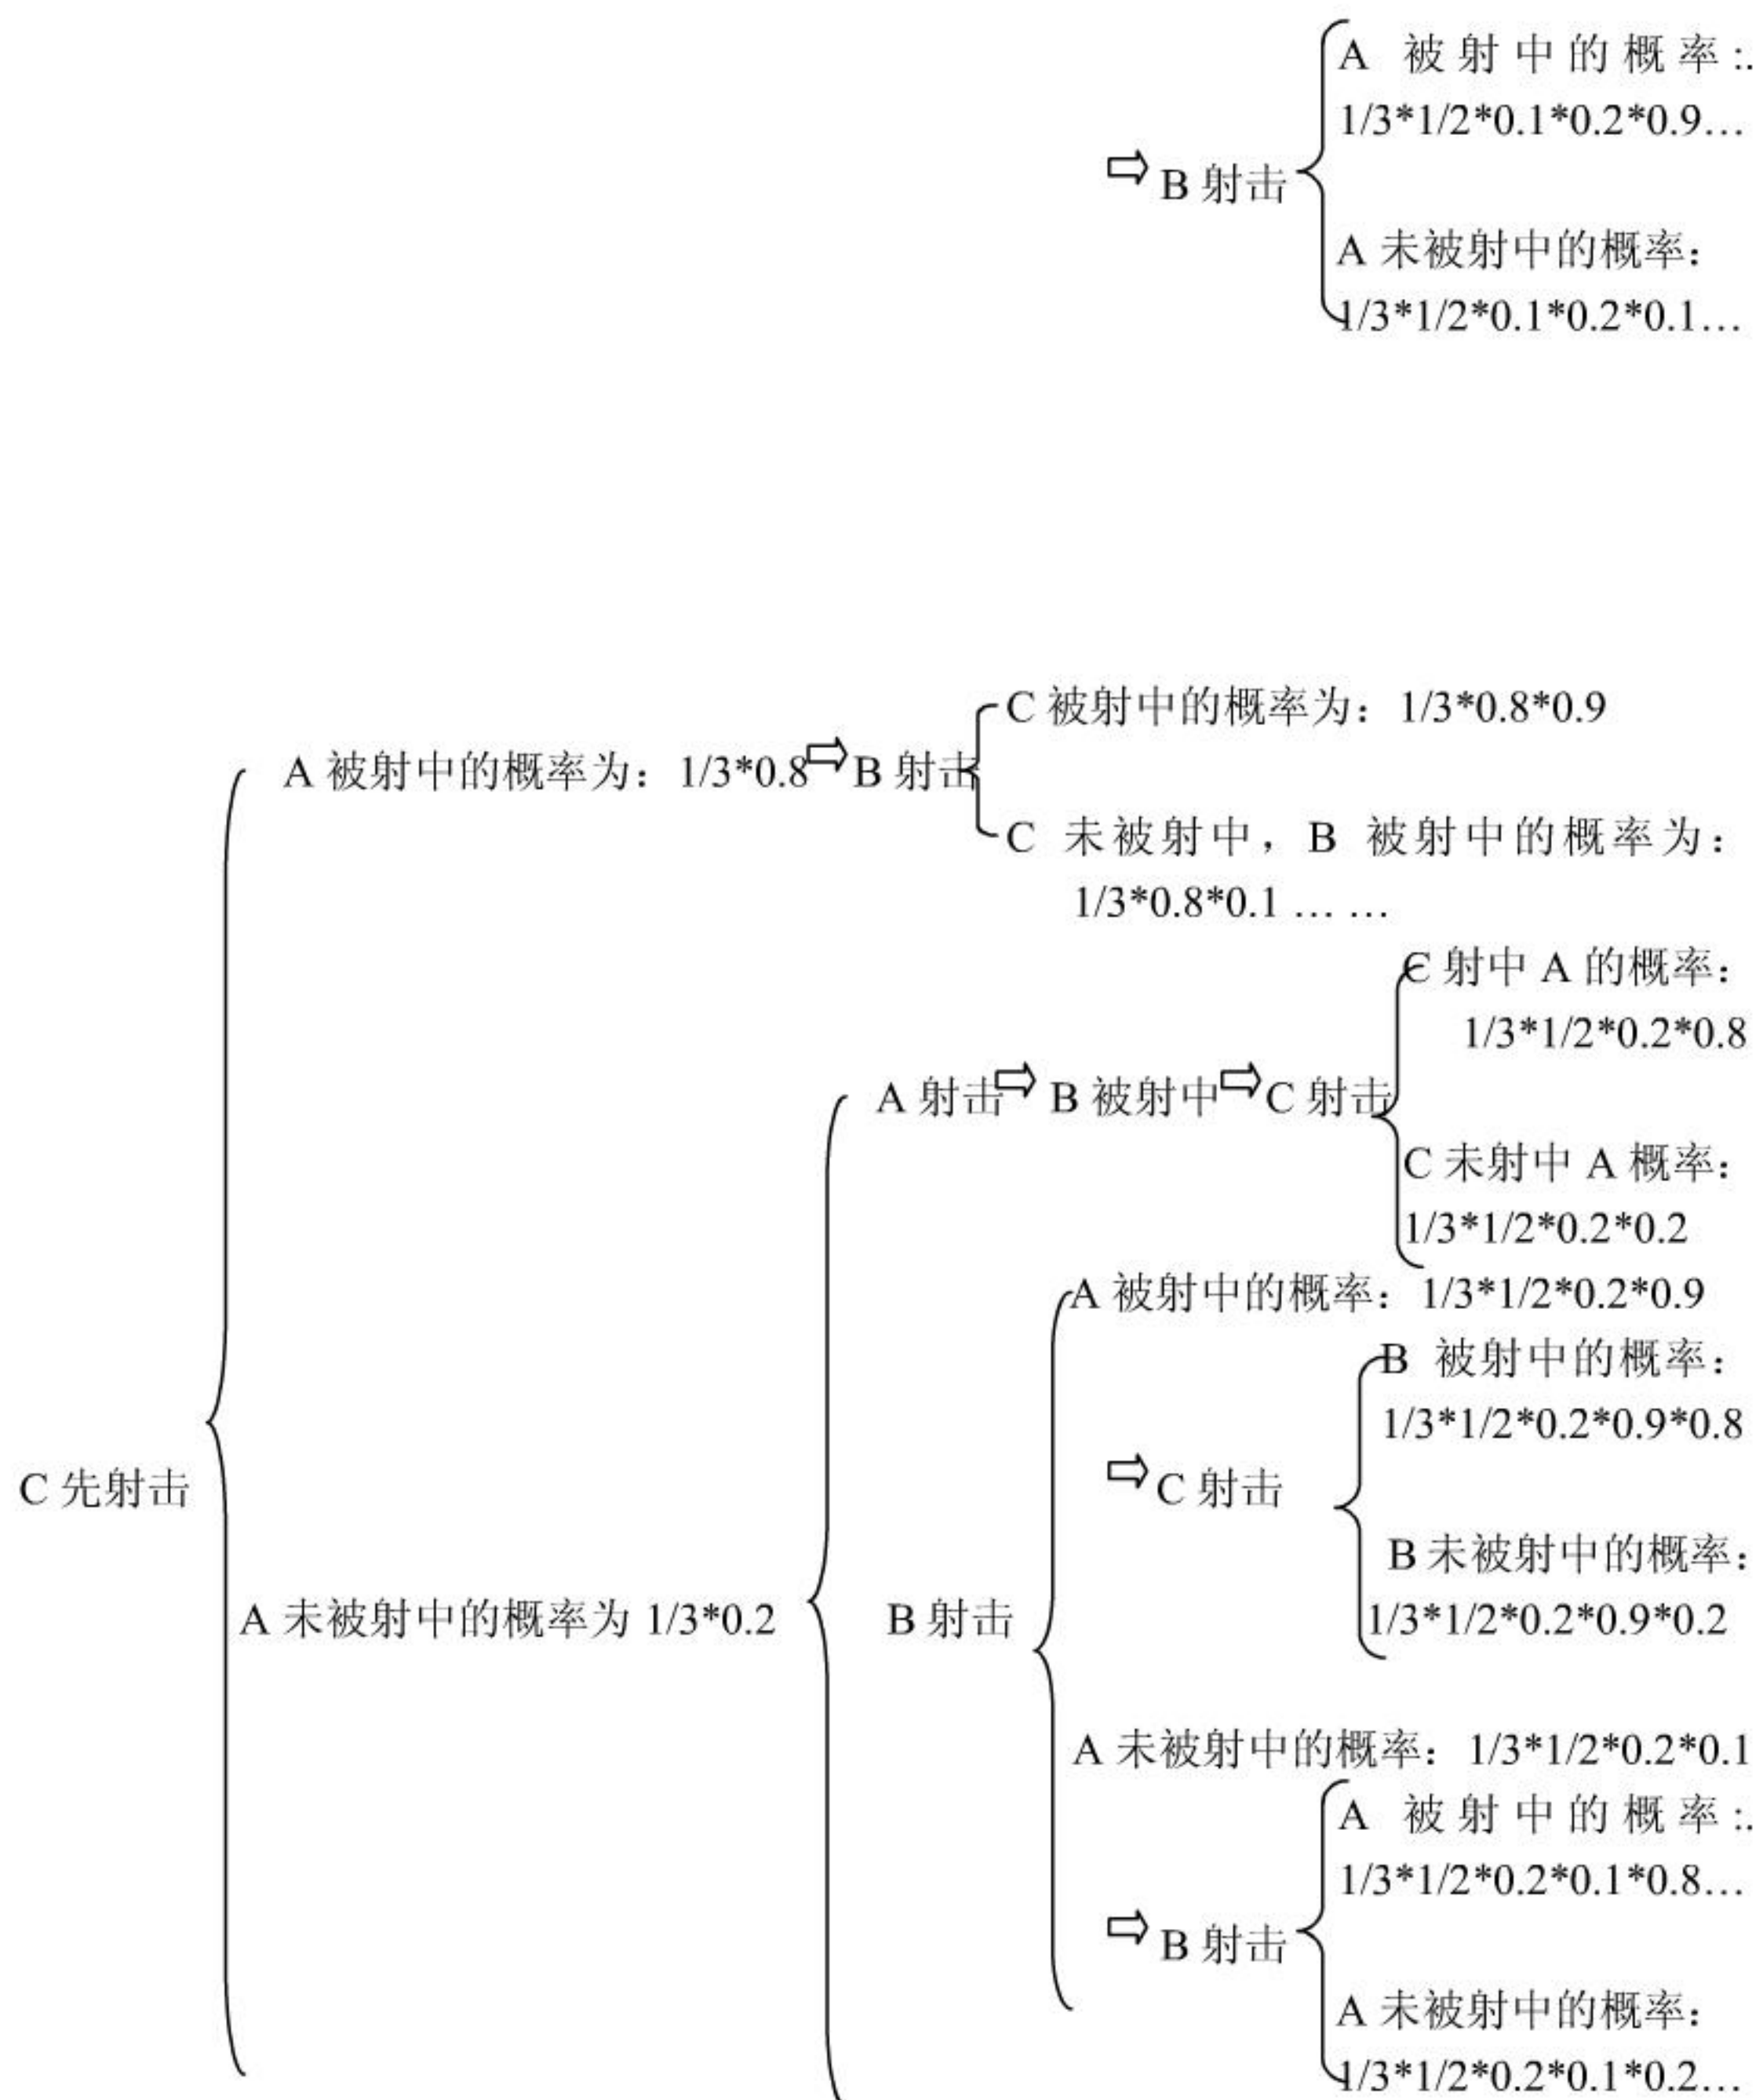 A 被射中的概率:.
1/3*1/2*0.1*0.2*0.9…
B 射击
A 未被射中的概率：
1/3*1/2*0.1*0.2*0.1…
C 被射中的概率为：1/3*0.8*0.9
A 被射中的概率为：1/3*0.8
B 射击
C 未被射中，B 被射中的概率为：
1/3*0.8*0.1 … …
C 射中 A 的概率：
1/3*1/2*0.2*0.8
A 射击
B 被射中
C 射击
C 未射中 A 概率：
1/3*1/2*0.2*0.2
A 被射中的概率：1/3*1/2*0.2*0.9
B 被射中的概率：
1/3*1/2*0.2*0.9*0.8
C 先射击
C 射击
B 未被射中的概率：
A 未被射中的概率为 1/3*0.2
B 射击
1/3*1/2*0.2*0.9*0.2
A 未被射中的概率：1/3*1/2*0.2*0.1
A 被射中的概率:.
1/3*1/2*0.2*0.1*0.8…
B 射击
A 未被射中的概率：
1/3*1/2*0.2*0.1*0.2…